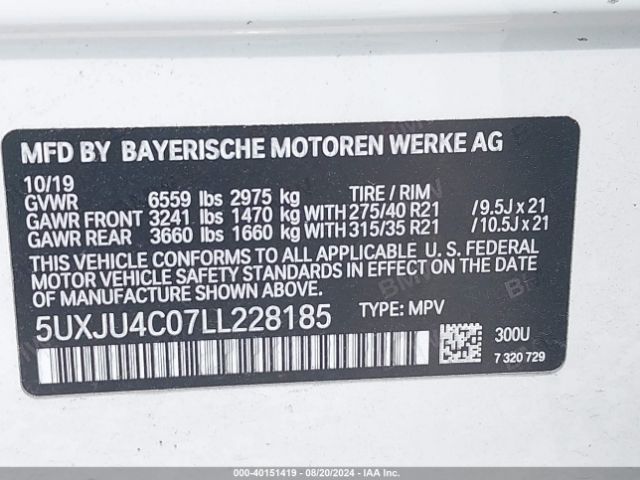 MFD BY BAYERISCHE MOTOREN WERKE AG
10/19
GVWR 6559 lbs 2975 kg TIRE / RIM
GAWR FRONT 3241 lbs 1470 kg WITH 275/40 R21 /9.5J x 21
GAWR REAR 3660 lbs 1660 kg WITH 315/35 R21 /10.5J x 21
THIS VEHICLE CONFORMS TO ALL APPLICABLE U. S. FEDERAL
MOTOR VEHICLE SAFETY STANDARDS IN EFFECT ON THE DATE
OF MANUFACTURE SHOWN ABOVE.
5UXJU4C07LL228185 TYPE: MPV 300U
7 320 729
VEHICLE - 40151419 - 08/20/2024 - IAAI.COM